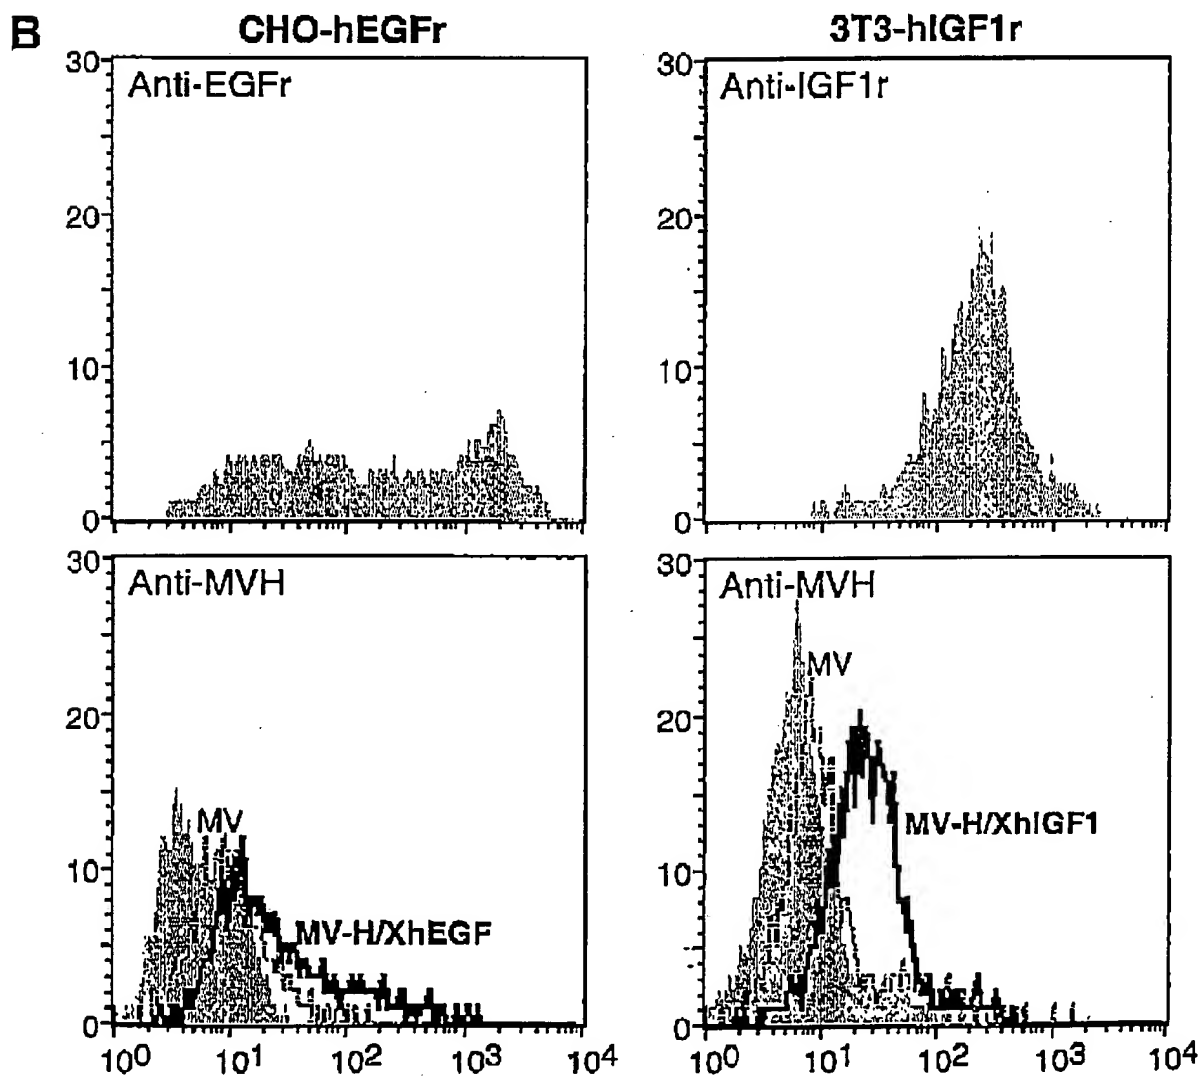 B
CHO-hEGFr
3T3-hIGF1r
30
Anti-EGFr
20
10
0
30
Anti-IGF1r
20
10
0
30
Anti-MVH
20
MV
10
MV-H/XhEGF
0
10⁰ 10¹ 10² 10³ 10⁴
30
Anti-MVH
MV
20
MV-H/XhIGF1
10
0
10⁰ 10¹ 10² 10³ 10⁴